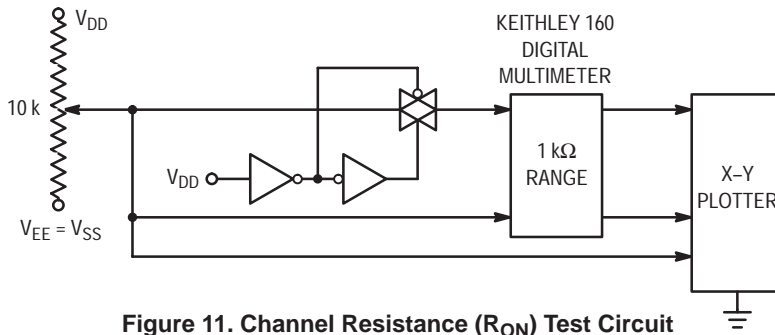 V_DD
KEITHLEY 160
DIGITAL
MULTIMETER
10 k
1 kΩ
RANGE
X–Y
PLOTTER
V_DD
V_EE = V_SS
Figure 11. Channel Resistance (R_ON) Test Circuit